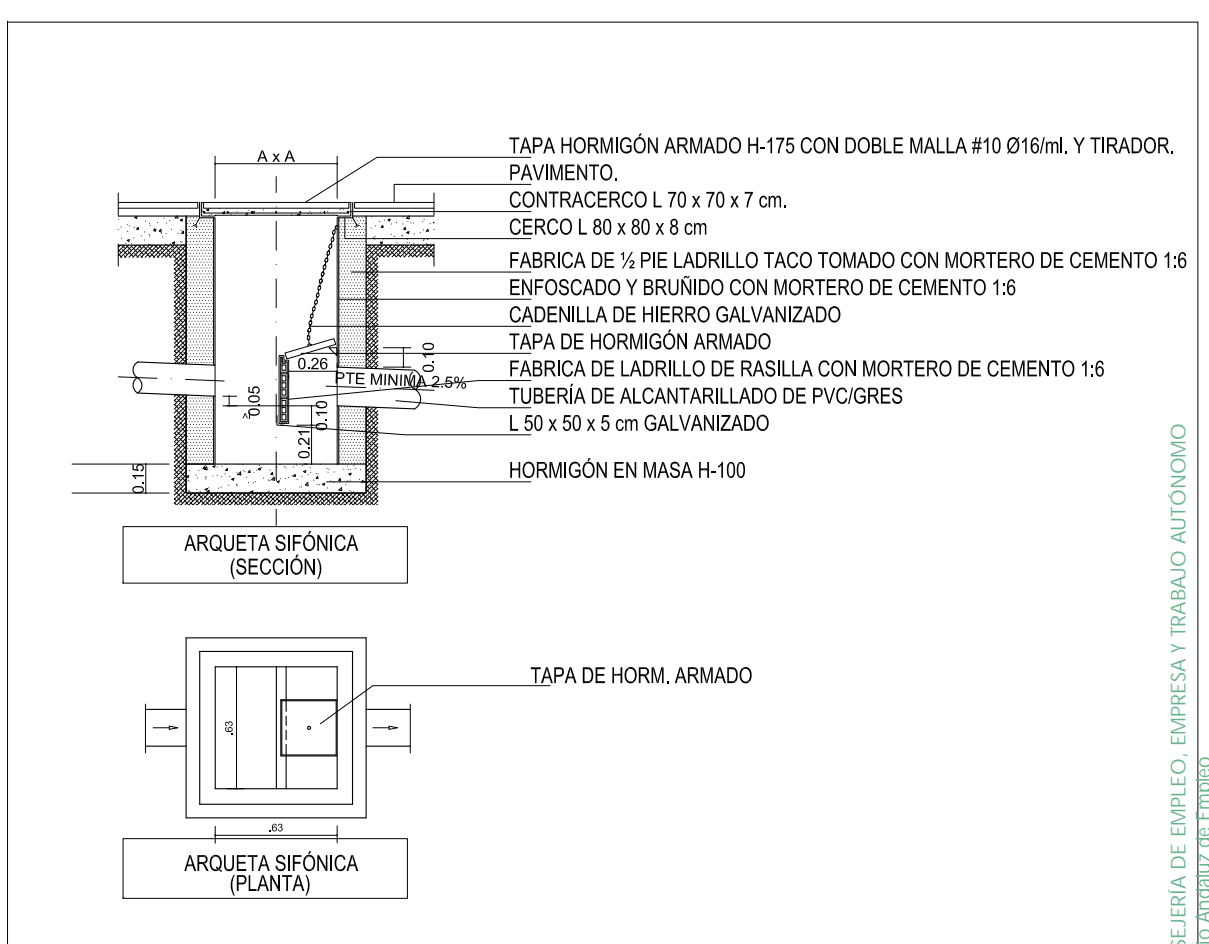 A x A
TAPA HORMIGÓN ARMADO H-175 CON DOBLE MALLA #10 Ø16/ml. Y TIRADOR.
PAVIMENTO.
CONTRACERCO L 70 x 70 x 7 cm.
CERCO L 80 x 80 x 8 cm
FABRICA DE ½ PIE LADRILLO TACO TOMADO CON MORTERO DE CEMENTO 1:6
ENFOSCADO Y BRUÑIDO CON MORTERO DE CEMENTO 1:6
CADENILLA DE HIERRO GALVANIZADO
TAPA DE HORMIGÓN ARMADO
FABRICA DE LADRILLO DE RASILLA CON MORTERO DE CEMENTO 1:6
TUBERÍA DE ALCANTARILLADO DE PVC/GRES
L 50 x 50 x 5 cm GALVANIZADO
HORMIGÓN EN MASA H-100
0.10
0.26
PTE MINIMA 2.5%
≥0.05
0.10
0.21
0.15
ARQUETA SIFÓNICA
(SECCIÓN)
TAPA DE HORM. ARMADO
.63
.63
ARQUETA SIFÓNICA
(PLANTA)
SEJERÍA DE EMPLEO, EMPRESA Y TRABAJO AUTÓNOMO
io Andaluz de Empleo